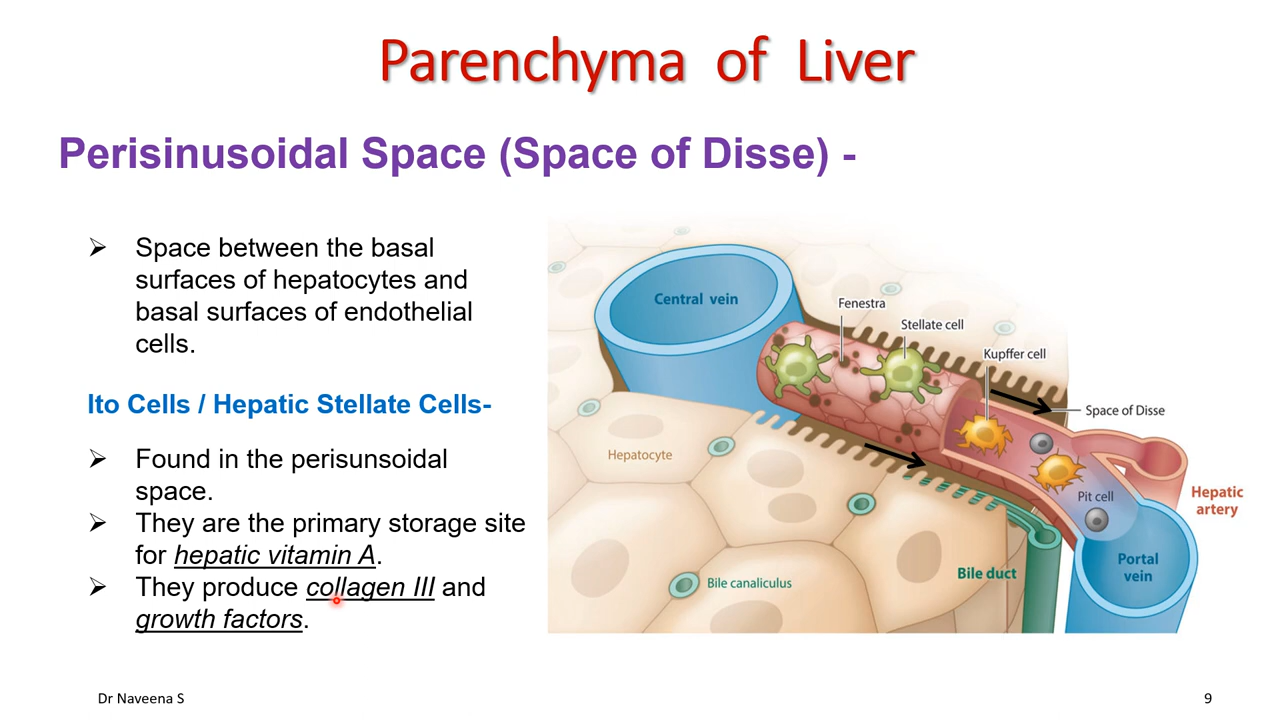 Parenchyma of Liver
Perisinusoidal Space (Space of Disse) -
➢ Space between the basal
surfaces of hepatocytes and
basal surfaces of endothelial
cells.
Ito Cells / Hepatic Stellate Cells-
➢ Found in the perisunsoidal
space.
➢ They are the primary storage site
for hepatic vitamin A.
➢ They produce collagen III and
growth factors.
Central vein
Fenestra
Stellate cell
Kupffer cell
Space of Disse
Hepatocyte
Pit cell
Hepatic
artery
Portal
vein
Bile duct
Bile canaliculus
Dr Naveena S
9